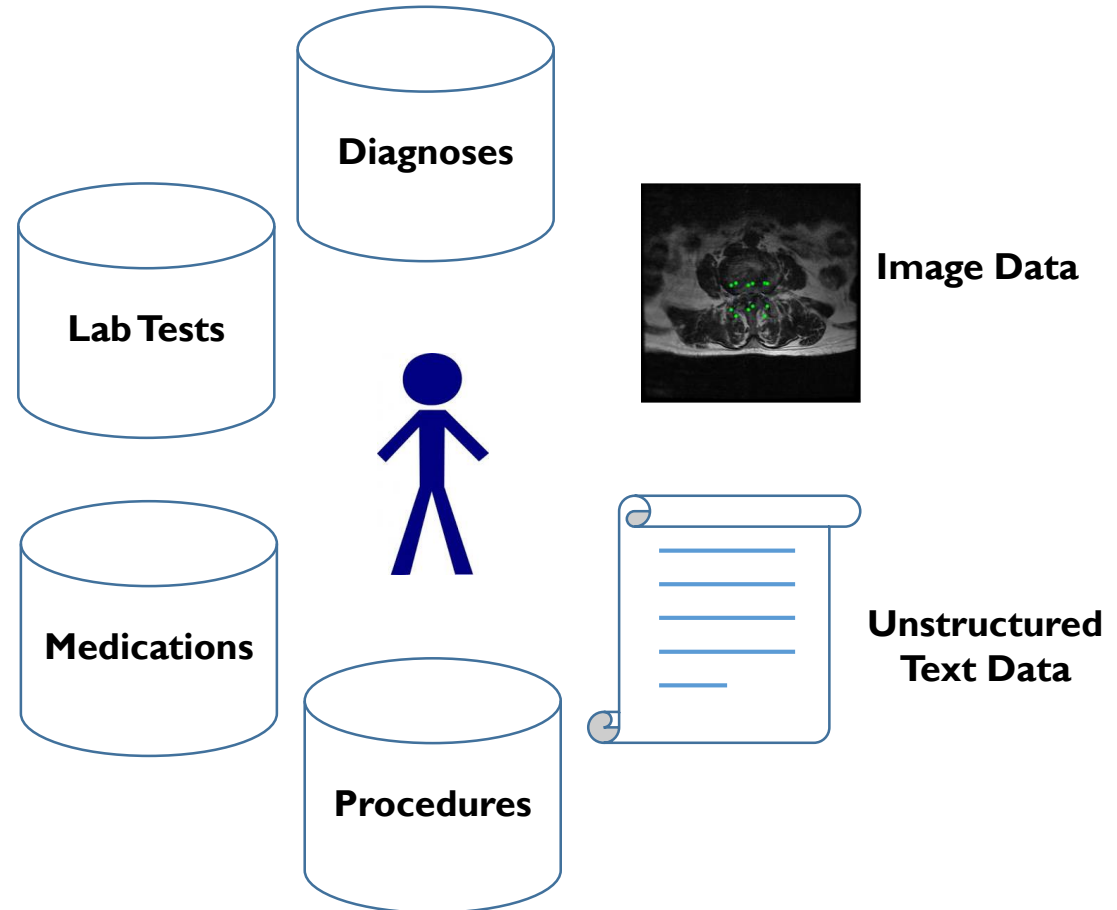 Diagnoses
Image Data
Lab Tests
Medications
Unstructured
Text Data
Procedures